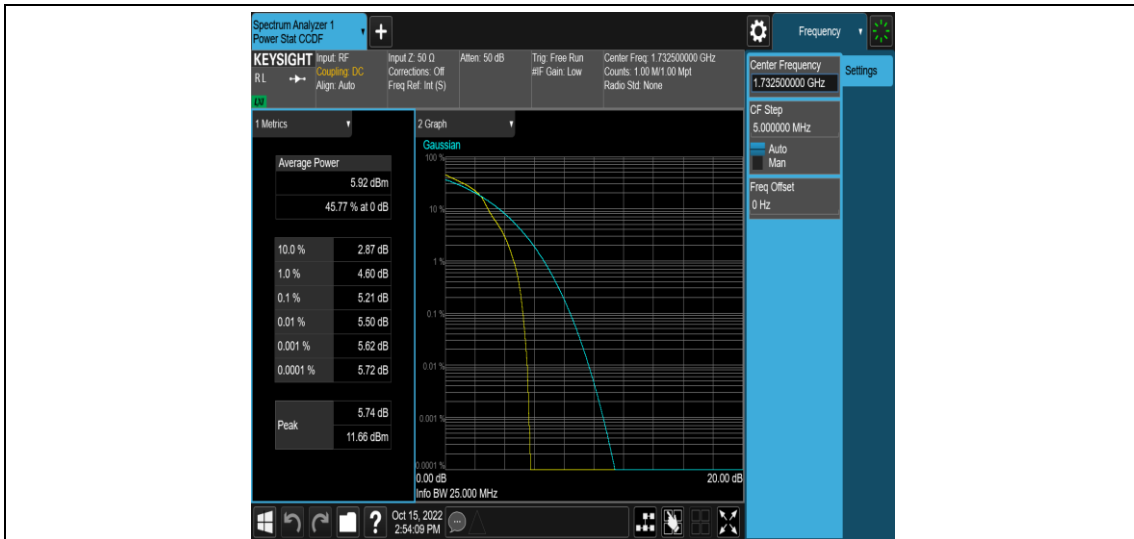 Spectrum Analyzer 1
Power Stat CCDF
Frequency
KEYSIGHT
Input: RF
Coupling: DC
Align: Auto
RL
LXI
Input Z: 50 Ω
Corrections: Off
Freq Ref: Int (S)
Atten: 50 dB
Trig: Free Run
#IF Gain: Low
Center Freq: 1.732500000 GHz
Counts: 1.00 M/1.00 Mpt
Radio Std: None
Center Frequency
1.732500000 GHz
Settings
CF Step
5.000000 MHz
Auto
Man
Freq Offset
0 Hz
1 Metrics
Average Power
5.92 dBm
45.77 % at 0 dB
10.0 % 2.87 dB
1.0 % 4.60 dB
0.1 % 5.21 dB
0.01 % 5.50 dB
0.001 % 5.62 dB
0.0001 % 5.72 dB
Peak
5.74 dB
11.66 dBm
2 Graph
Gaussian
100 %
10 %
1 %
0.1 %
0.01 %
0.001 %
0.0001 %
0.00 dB 20.00 dB
Info BW 25.000 MHz
?
Oct 15, 2022
2:54:09 PM